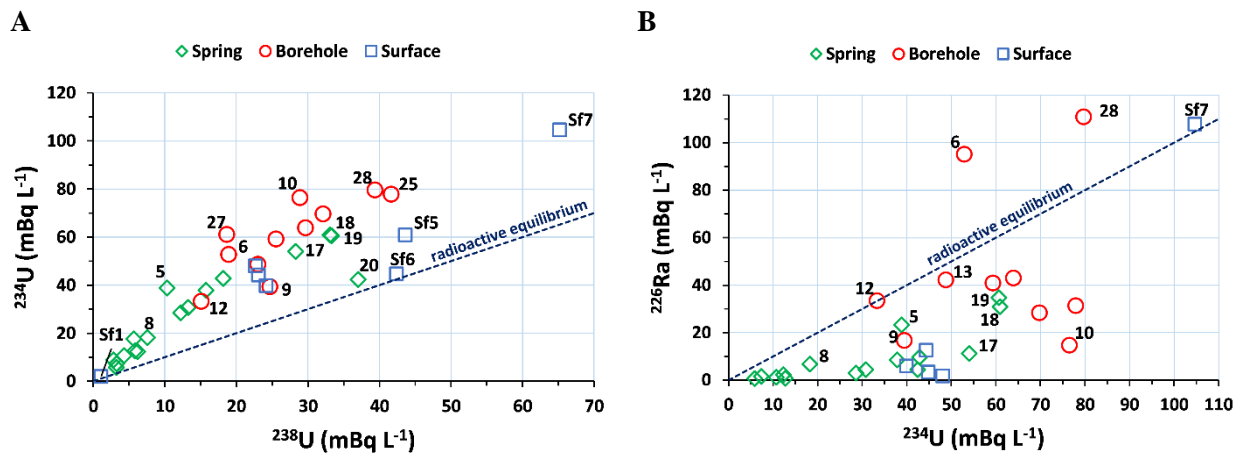 A
Spring Borehole Surface
120
100
80
60
40
20
0
²³⁴U (mBq L⁻¹)
Sf7
10
28
25
27
18
19
Sf5
radioactive equilibrium
6
17
5
20
Sf6
9
12
8
Sf1
0 10 20 30 40 50 60 70
²³⁸U (mBq L⁻¹)
B
Spring Borehole Surface
120
100
80
60
40
20
0
²²⁶Ra (mBq L⁻¹)
28
Sf7
6
radioactive equilibrium
13
12
19
18
5
9
10
17
8
0 10 20 30 40 50 60 70 80 90 100 110
²³⁴U (mBq L⁻¹)